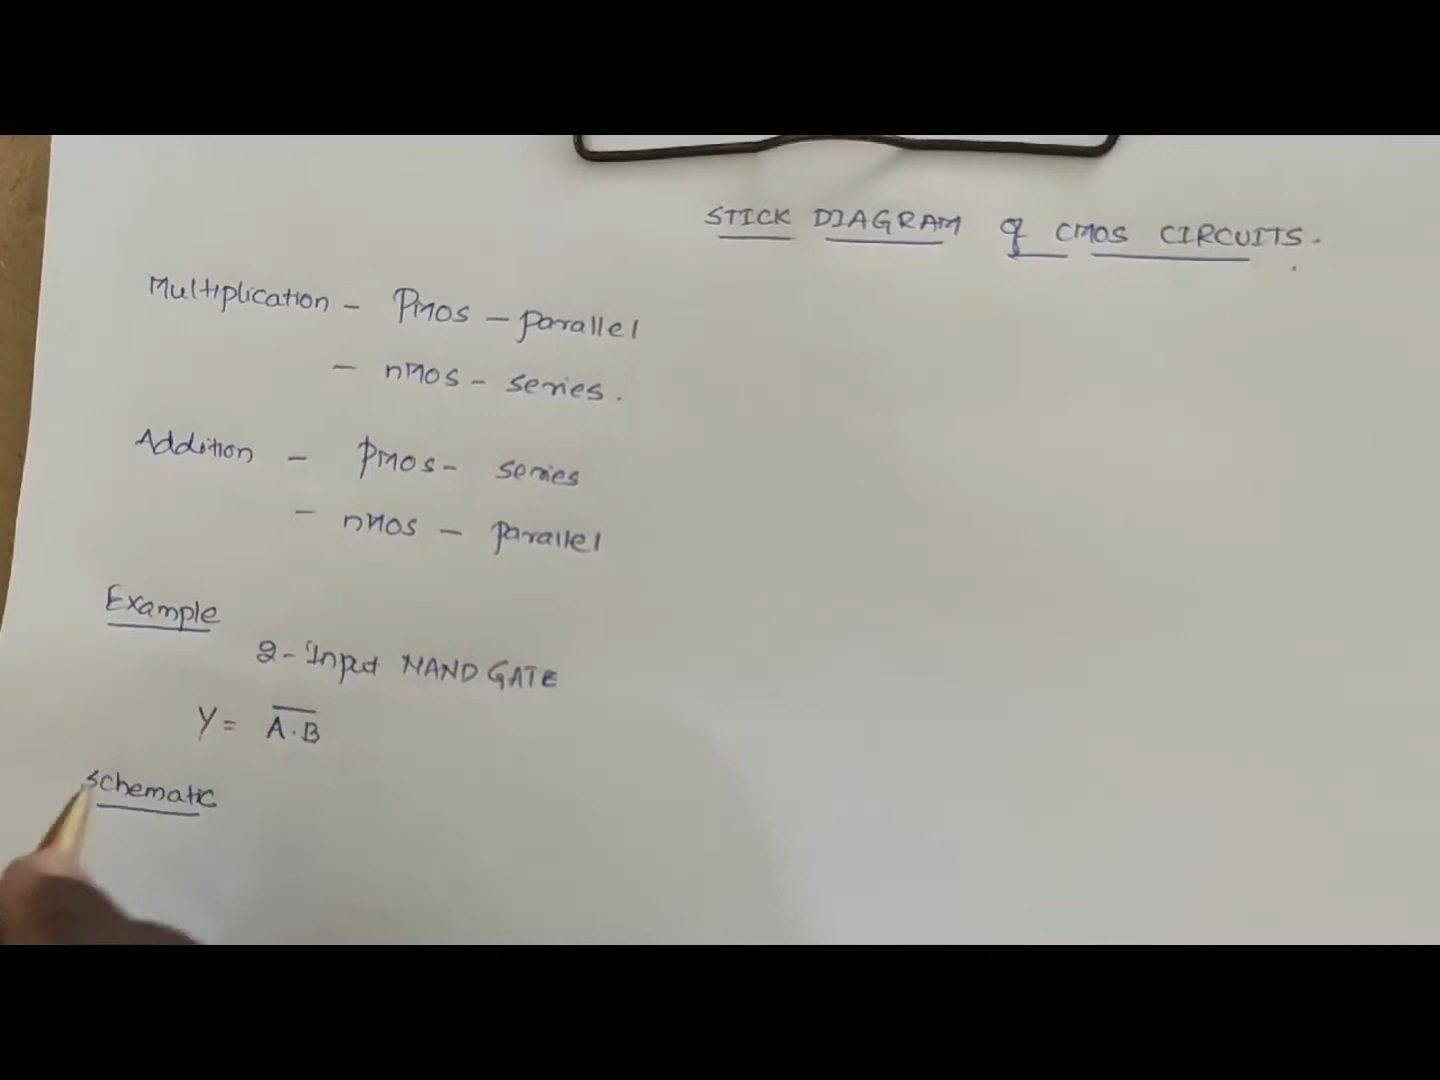 STICK DIAGRAM of CMOS CIRCUITS.
Multiplication - PMOS - parallel
- nMOS - series.
Addition - PMOS - series
- nMOS - parallel
Example
2-Input NAND GATE
Y = \overline{A.B}
Schematic